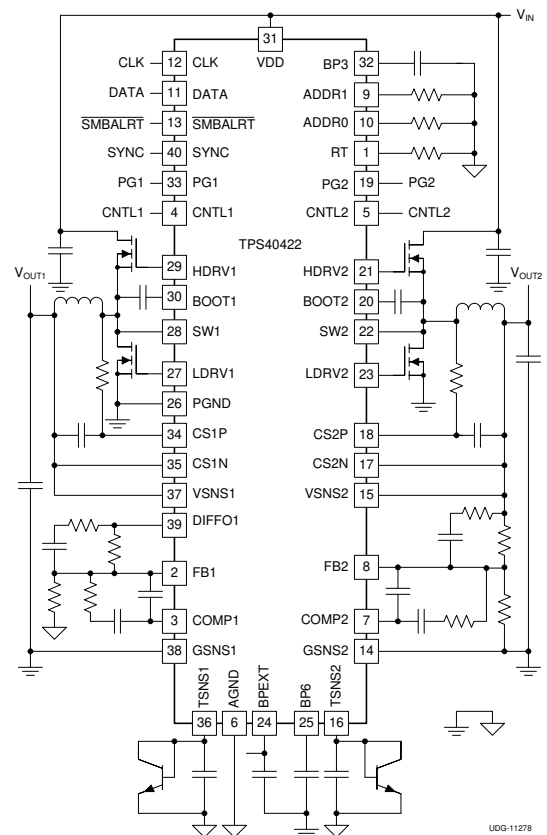 31 V_IN
VDD
CLK 12 CLK BP3 32
DATA 11 DATA ADDR1 9
SMBALRT 13 SMBALRT ADDR0 10
SYNC 40 SYNC RT 1
PG1 33 PG1 PG2 19 PG2
CNTL1 4 CNTL1 CNTL2 5 CNTL2
TPS40422
V_OUT1 29 HDRV1 HDRV2 21 V_OUT2
30 BOOT1 BOOT2 20
28 SW1 SW2 22
27 LDRV1 LDRV2 23
26 PGND
34 CS1P CS2P 18
35 CS1N CS2N 17
37 VSNS1 VSNS2 15
39 DIFFO1
2 FB1 FB2 8
3 COMP1 COMP2 7
38 GSNS1 GSNS2 14
TSNS1 AGND BPEXT BP6 TSNS2
36 6 24 25 16
UDG-11278